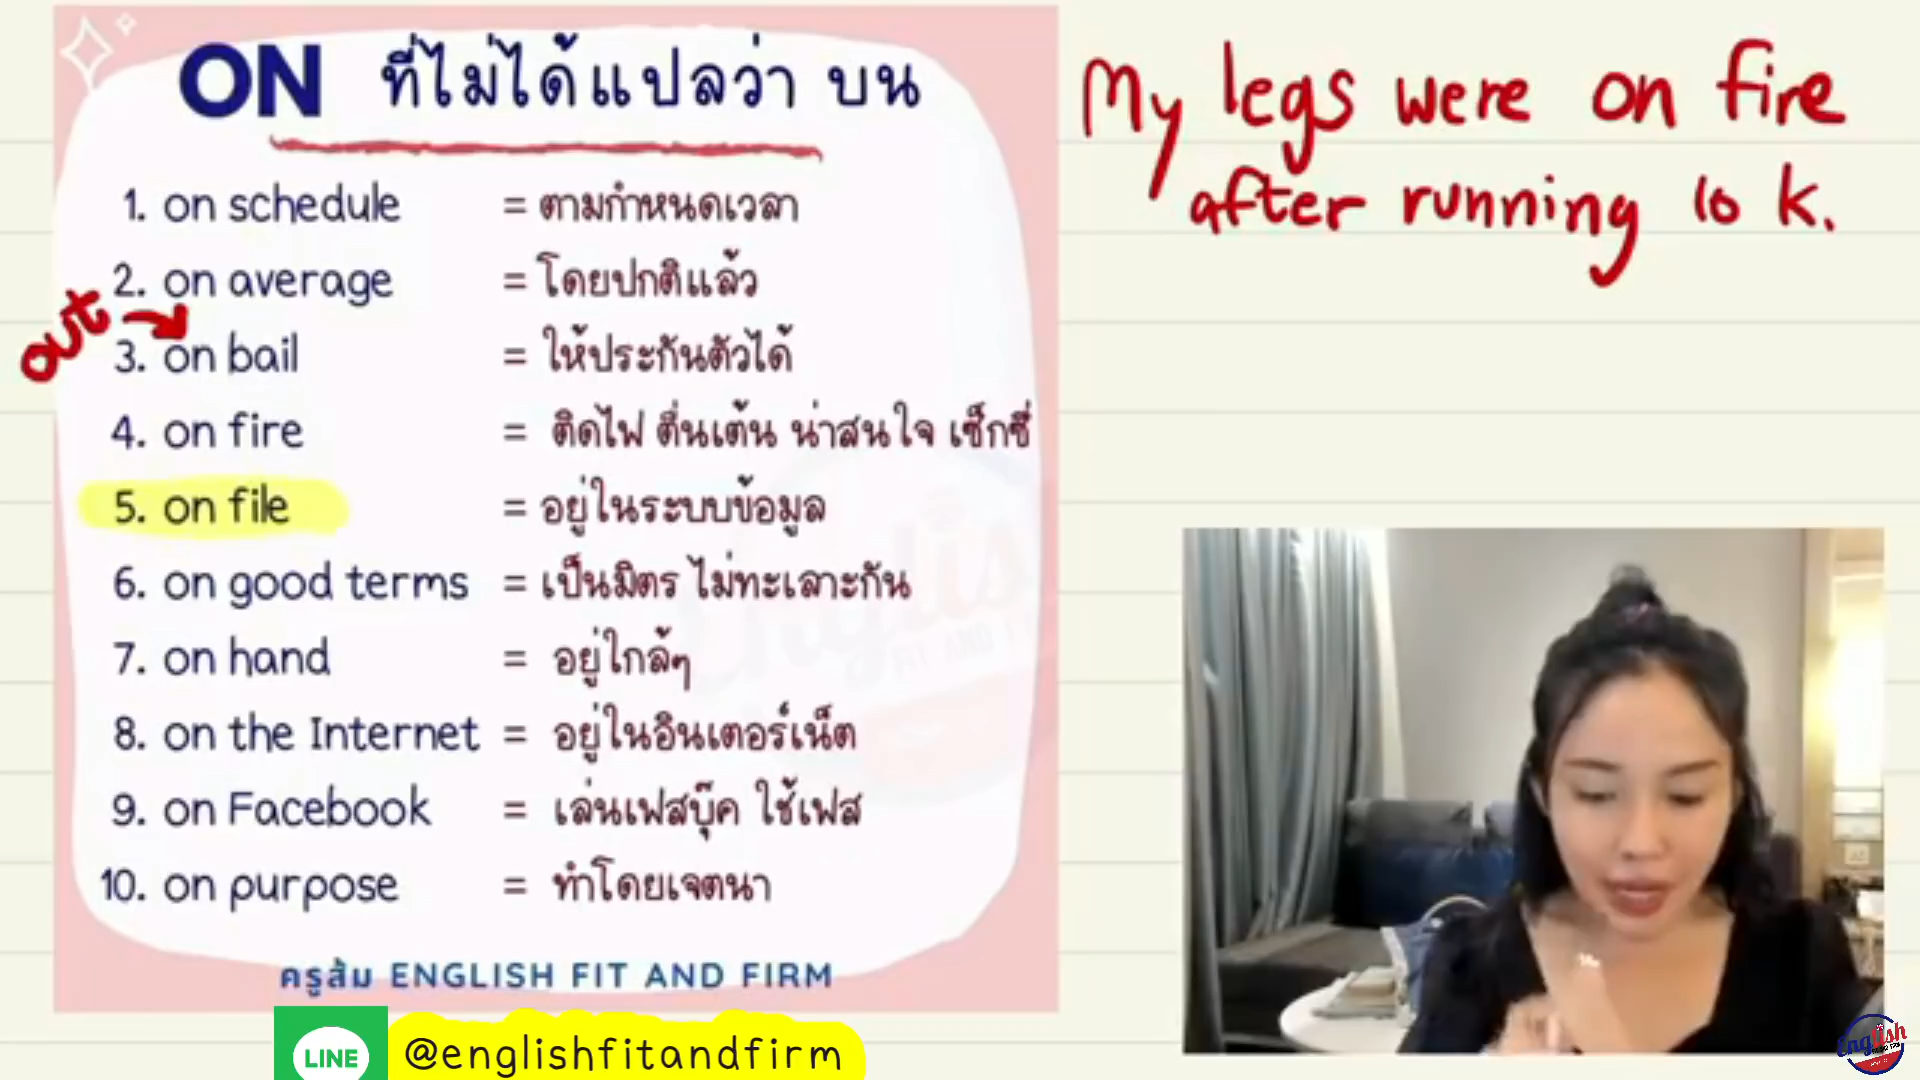 ON ที่ไม่ได้แปลว่า บน
1. on schedule = ตามกำหนดเวลา
2. on average = โดยปกติแล้ว
out
3. on bail = ให้ประกันตัวได้
4. on fire = ติดไฟ ตื่นเต้น น่าสนใจ เซ็กซี่
5. on file = อยู่ในระบบข้อมูล
6. on good terms = เป็นมิตร ไม่ทะเลาะกัน
7. on hand = อยู่ใกล้ๆ
8. on the Internet = อยู่ในอินเตอร์เน็ต
9. on Facebook = เล่นเฟสบุ๊ค ใช้เฟส
10. on purpose = ทำโดยเจตนา
ครูส้ม ENGLISH FIT AND FIRM
LINE @englishfitandfirm
My legs were on fire
after running 10 k.
English